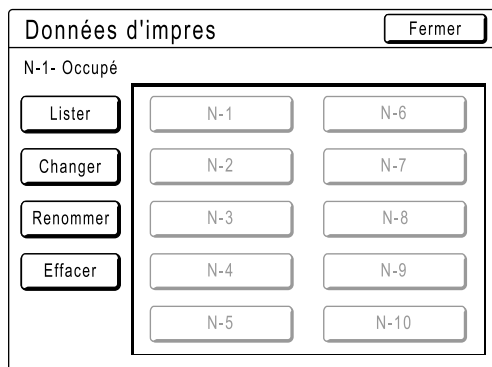 Données d'impres Fermer
N-1- Occupé
Lister N-1 N-6
Changer N-2 N-7
Renommer N-3 N-8
Effacer N-4 N-9
N-5 N-10